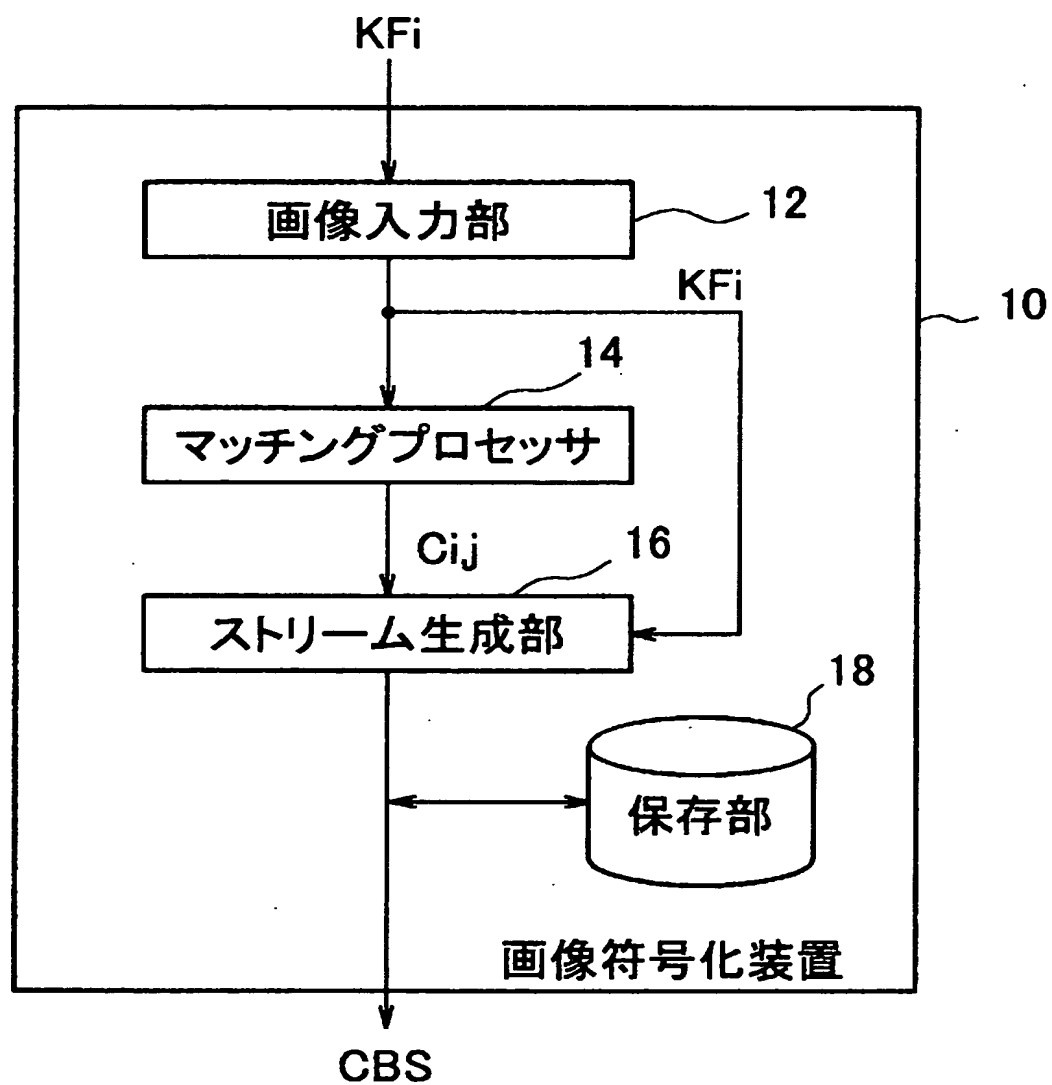 KFi
画像入力部
12
KFi
10
14
マッチングプロセッサ
Ci,j
16
ストリーム生成部
18
保存部
画像符号化装置
CBS